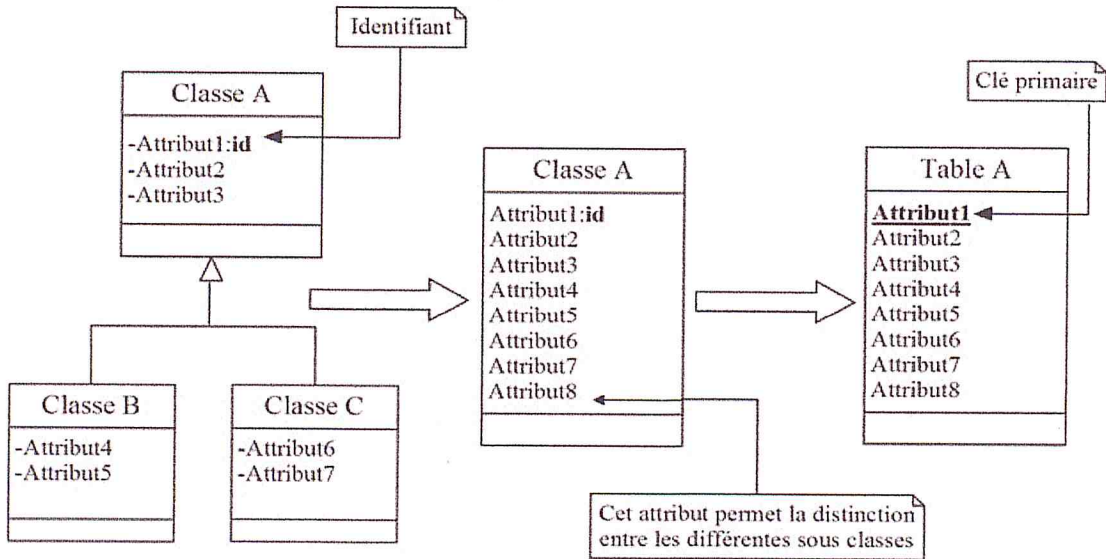 Identifiant
Classe A
-Attribut1:id
-Attribut2
-Attribut3
Classe B
-Attribut4
-Attribut5
Classe C
-Attribut6
-Attribut7
Classe A
Attribut1:id
Attribut2
Attribut3
Attribut4
Attribut5
Attribut6
Attribut7
Attribut8
Cet attribut permet la distinction
entre les différentes sous classes
Clé primaire
Table A
Attribut1
Attribut2
Attribut3
Attribut4
Attribut5
Attribut6
Attribut7
Attribut8